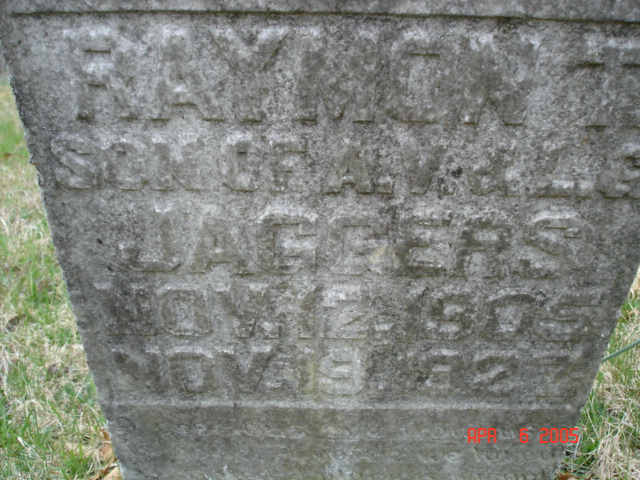 RAYMON
SON OF A.V. &
JAGGERS
NOV. 12. 1905
NOV. 19. 1927
APR 6 2005